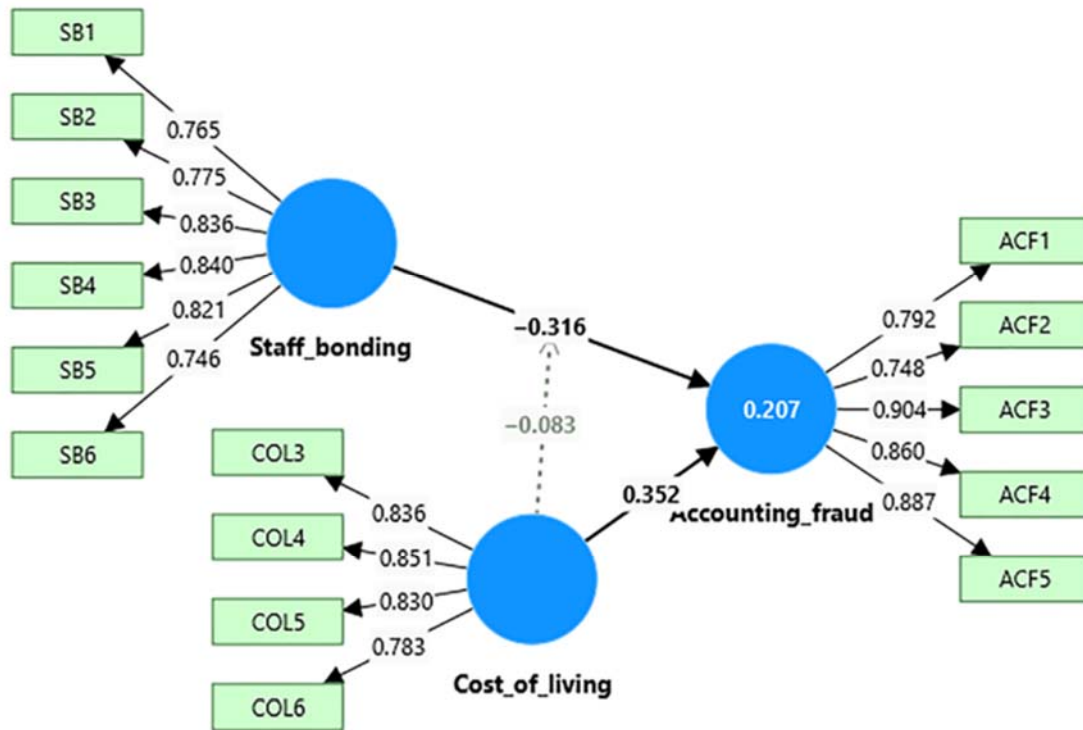 SB1
SB2
SB3
SB4
SB5
SB6
0.765
0.775
0.836
0.840
0.821
0.746
Staff_bonding
−0.316
−0.083
0.352
COL3
COL4
COL5
COL6
0.836
0.851
0.830
0.783
Cost_of_living
0.207
Accounting_fraud
0.792
0.748
0.904
0.860
0.887
ACF1
ACF2
ACF3
ACF4
ACF5